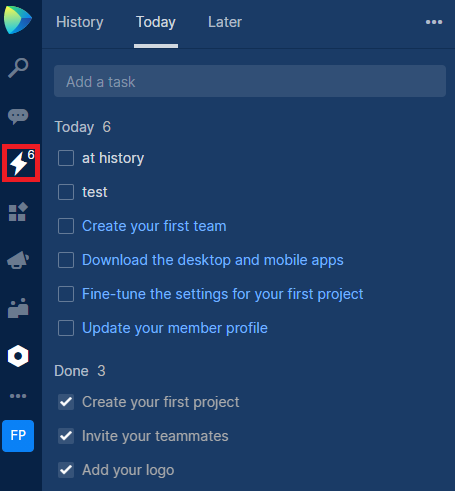 History Today Later
Add a task
Today 6
6
at history
test
Create your first team
Download the desktop and mobile apps
Fine-tune the settings for your first project
Update your member profile
Done 3
Create your first project
Invite your teammates
FP
Add your logo